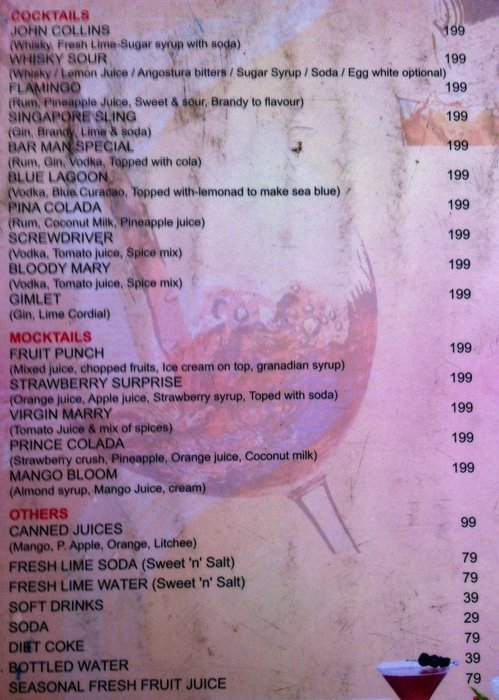 COCKTAILS
JOHN COLLINS 199
(Whisky, Fresh Lime Sugar syrup with soda)
WHISKY SOUR 199
(Whisky / Lemon Juice / Angostura bitters / Sugar Syrup / Soda / Egg white optional)
FLAMINGO 199
(Rum, Pineapple Juice, Sweet & sour, Brandy to flavour)
SINGAPORE SLING 199
(Gin, Brandy, Lime & soda)
BAR MAN SPECIAL 199
(Rum, Gin, Vodka, Topped with cola)
BLUE LAGOON 199
(Vodka, Blue Curacao, Topped with-lemonad to make sea blue)
PINA COLADA 199
(Rum, Coconut Milk, Pineapple juice)
SCREWDRIVER 199
(Vodka, Tomato juice, Spice mix)
BLOODY MARY 199
(Vodka, Tomato juice, Spice mix)
GIMLET 199
(Gin, Lime Cordial)
MOCKTAILS
FRUIT PUNCH 199
(Mixed juice, chopped fruits, Ice cream on top, granadian syrup)
STRAWBERRY SURPRISE 199
(Orange juice, Apple juice, Strawberry syrup, Toped with soda)
VIRGIN MARRY 199
(Tomato Juice & mix of spices)
PRINCE COLADA 199
(Strawberry crush, Pineapple, Orange juice, Coconut milk)
MANGO BLOOM 199
(Almond syrup, Mango Juice, cream)
OTHERS
CANNED JUICES 99
(Mango, P. Apple, Orange, Litchee)
FRESH LIME SODA (Sweet 'n' Salt) 79
FRESH LIME WATER (Sweet 'n' Salt) 79
SOFT DRINKS 39
SODA 29
DIET COKE 79
BOTTLED WATER 39
SEASONAL FRESH FRUIT JUICE 79